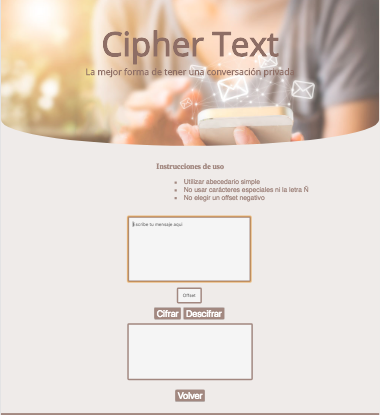 Cipher Text
La mejor forma de tener una conversación privada
Instrucciones de uso
Utilizar abecedario simple
No usar carácteres especiales ni la letra Ñ
No elegir un offset negativo
Escribe tu mensaje aquí
Offset
Cifrar Descifrar
Volver